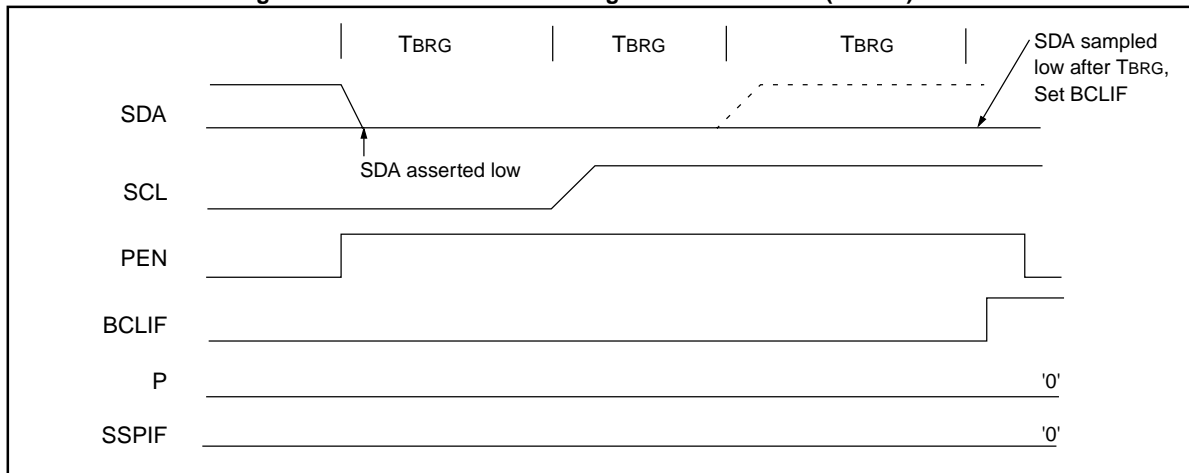 TBRG
TBRG
TBRG
SDA sampled
low after TBRG,
Set BCLIF
SDA
SDA asserted low
SCL
PEN
BCLIF
P
'0'
SSPIF
'0'